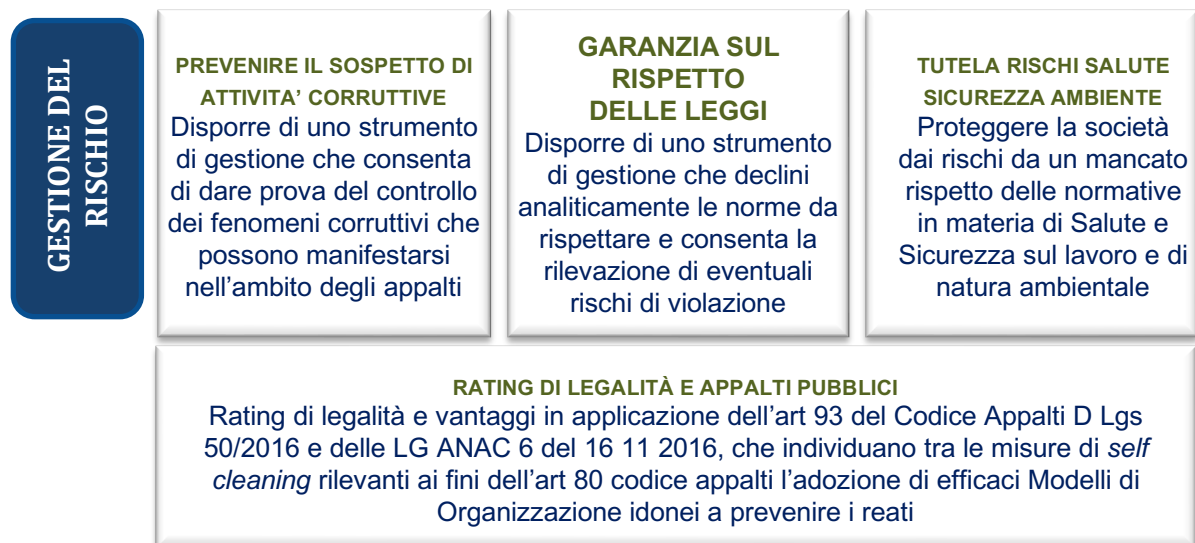 GESTIONE DEL
RISCHIO
PREVENIRE IL SOSPETTO DI
ATTIVITA’ CORRUTTIVE
Disporre di uno strumento
di gestione che consenta
di dare prova del controllo
dei fenomeni corruttivi che
possono manifestarsi
nell’ambito degli appalti
GARANZIA SUL
RISPETTO
DELLE LEGGI
Disporre di uno strumento
di gestione che declini
analiticamente le norme da
rispettare e consenta la
rilevazione di eventuali
rischi di violazione
TUTELA RISCHI SALUTE
SICUREZZA AMBIENTE
Proteggere la società
dai rischi da un mancato
rispetto delle normative
in materia di Salute e
Sicurezza sul lavoro e di
natura ambientale
RATING DI LEGALITÀ E APPALTI PUBBLICI
Rating di legalità e vantaggi in applicazione dell’art 93 del Codice Appalti D Lgs
50/2016 e delle LG ANAC 6 del 16 11 2016, che individuano tra le misure di self
cleaning rilevanti ai fini dell’art 80 codice appalti l’adozione di efficaci Modelli di
Organizzazione idonei a prevenire i reati